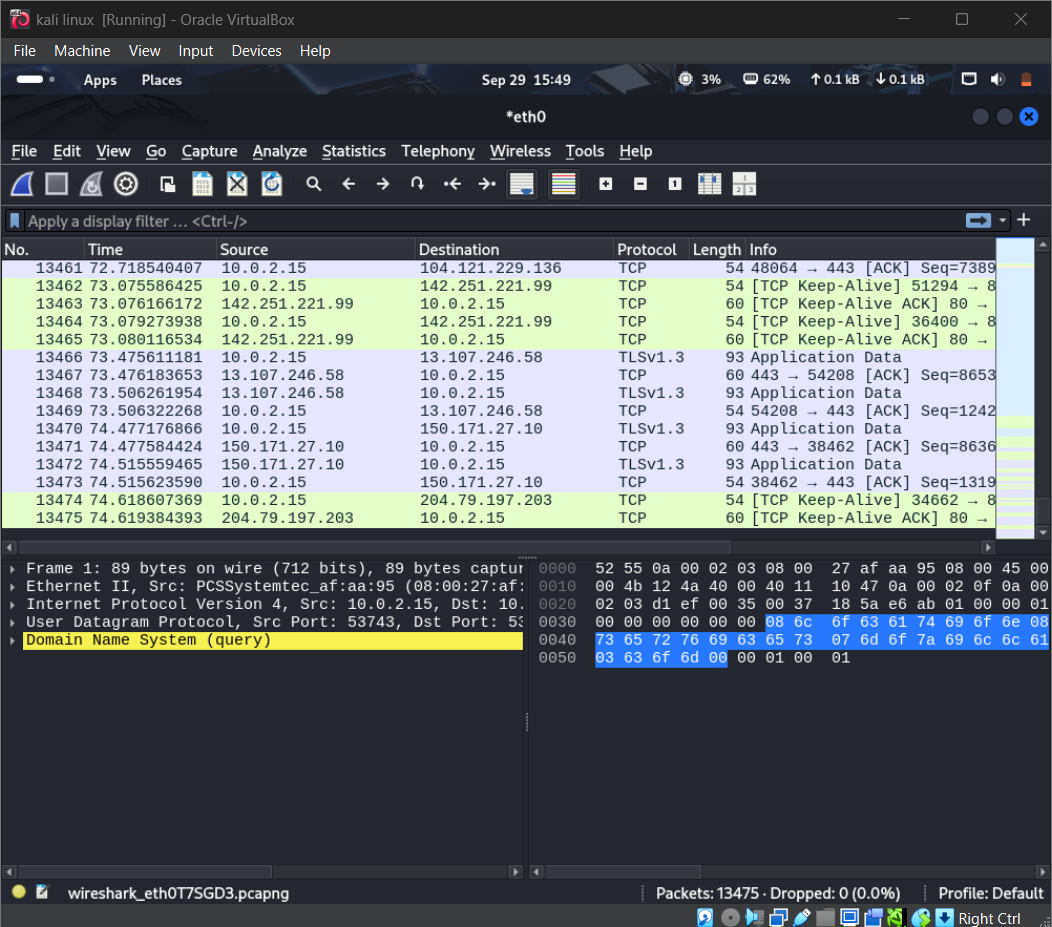 kali linux [Running] - Oracle VirtualBox
File Machine View Input Devices Help
Apps Places Sep 29 15:49 3% 62% ↑ 0.1 kB ↓ 0.1 kB
*eth0
File Edit View Go Capture Analyze Statistics Telephony Wireless Tools Help
Apply a display filter … <Ctrl-/>
No. Time Source Destination Protocol Length Info
13461 72.718540407 10.0.2.15 104.121.229.136 TCP 54 48064 → 443 [ACK] Seq=7389
13462 73.075586425 10.0.2.15 142.251.221.99 TCP 54 [TCP Keep-Alive] 51294 → 8
13463 73.076166172 142.251.221.99 10.0.2.15 TCP 60 [TCP Keep-Alive ACK] 80 →
13464 73.079273938 10.0.2.15 142.251.221.99 TCP 54 [TCP Keep-Alive] 36400 → 8
13465 73.080116534 142.251.221.99 10.0.2.15 TCP 60 [TCP Keep-Alive ACK] 80 →
13466 73.475611181 10.0.2.15 13.107.246.58 TLSv1.3 93 Application Data
13467 73.476183653 13.107.246.58 10.0.2.15 TCP 60 443 → 54208 [ACK] Seq=8653
13468 73.506261954 13.107.246.58 10.0.2.15 TLSv1.3 93 Application Data
13469 73.506322268 10.0.2.15 13.107.246.58 TCP 54 54208 → 443 [ACK] Seq=1242
13470 74.477176866 10.0.2.15 150.171.27.10 TLSv1.3 93 Application Data
13471 74.477584424 150.171.27.10 10.0.2.15 TCP 60 443 → 38462 [ACK] Seq=8636
13472 74.515559465 150.171.27.10 10.0.2.15 TLSv1.3 93 Application Data
13473 74.515623590 10.0.2.15 150.171.27.10 TCP 54 38462 → 443 [ACK] Seq=1319
13474 74.618607369 10.0.2.15 204.79.197.203 TCP 54 [TCP Keep-Alive] 34662 → 8
13475 74.619384393 204.79.197.203 10.0.2.15 TCP 60 [TCP Keep-Alive ACK] 80 →
Frame 1: 89 bytes on wire (712 bits), 89 bytes captur
Ethernet II, Src: PCSSystemtec_af:aa:95 (08:00:27:af:
Internet Protocol Version 4, Src: 10.0.2.15, Dst: 10.
User Datagram Protocol, Src Port: 53743, Dst Port: 53
Domain Name System (query)
0000 52 55 0a 00 02 03 08 00 27 af aa 95 08 00 45 00
0010 00 4b 12 4a 40 00 40 11 10 47 0a 00 02 0f 0a 00
0020 02 03 d1 ef 00 35 00 37 18 5a e6 ab 01 00 00 01
0030 00 00 00 00 00 00 08 6c 6f 63 61 74 69 6f 6e 08
0040 73 65 72 76 69 63 65 73 07 6d 6f 7a 69 6c 6c 61
0050 03 63 6f 6d 00 00 01 00 01
wireshark_eth0T7SGD3.pcapng Packets: 13475 · Dropped: 0 (0.0%) Profile: Default
Right Ctrl